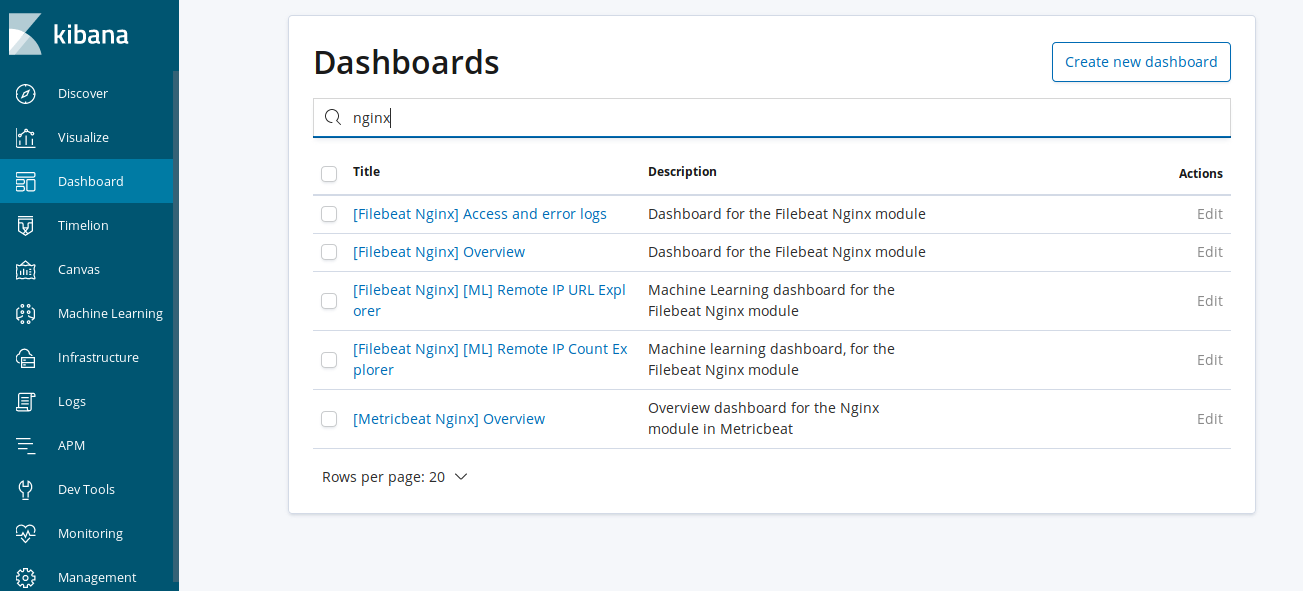 kibana
Discover
Visualize
Dashboard
Timelion
Canvas
Machine Learning
Infrastructure
Logs
APM
Dev Tools
Monitoring
Management
Dashboards
Create new dashboard
nginx
Title Description Actions
[Filebeat Nginx] Access and error logs Dashboard for the Filebeat Nginx module Edit
[Filebeat Nginx] Overview Dashboard for the Filebeat Nginx module Edit
[Filebeat Nginx] [ML] Remote IP URL Expl
orer
Machine Learning dashboard for the
Filebeat Nginx module
Edit
[Filebeat Nginx] [ML] Remote IP Count Ex
plorer
Machine learning dashboard, for the
Filebeat Nginx module
Edit
[Metricbeat Nginx] Overview
Overview dashboard for the Nginx
module in Metricbeat
Edit
Rows per page: 20